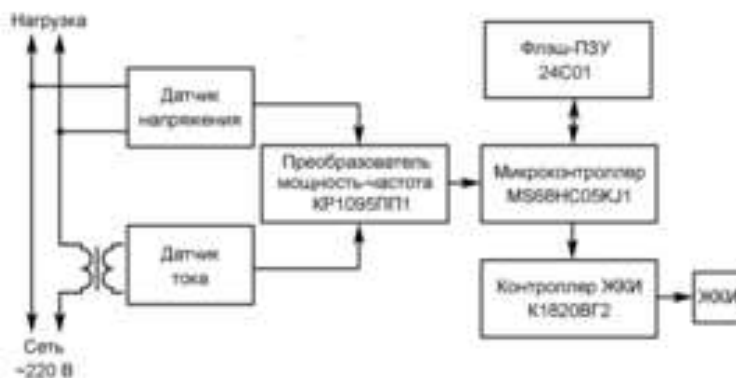 Нагрузка
Датчик
напряжения
Флэш-ПЗУ
24С01
Преобразователь
мощность-частота
КР1095ПП1
Микроконтроллер
MS68HC05KJ1
Датчик
тока
Контроллер ЖКИ
К1820ВГ2
ЖКИ
Сеть
~220 В